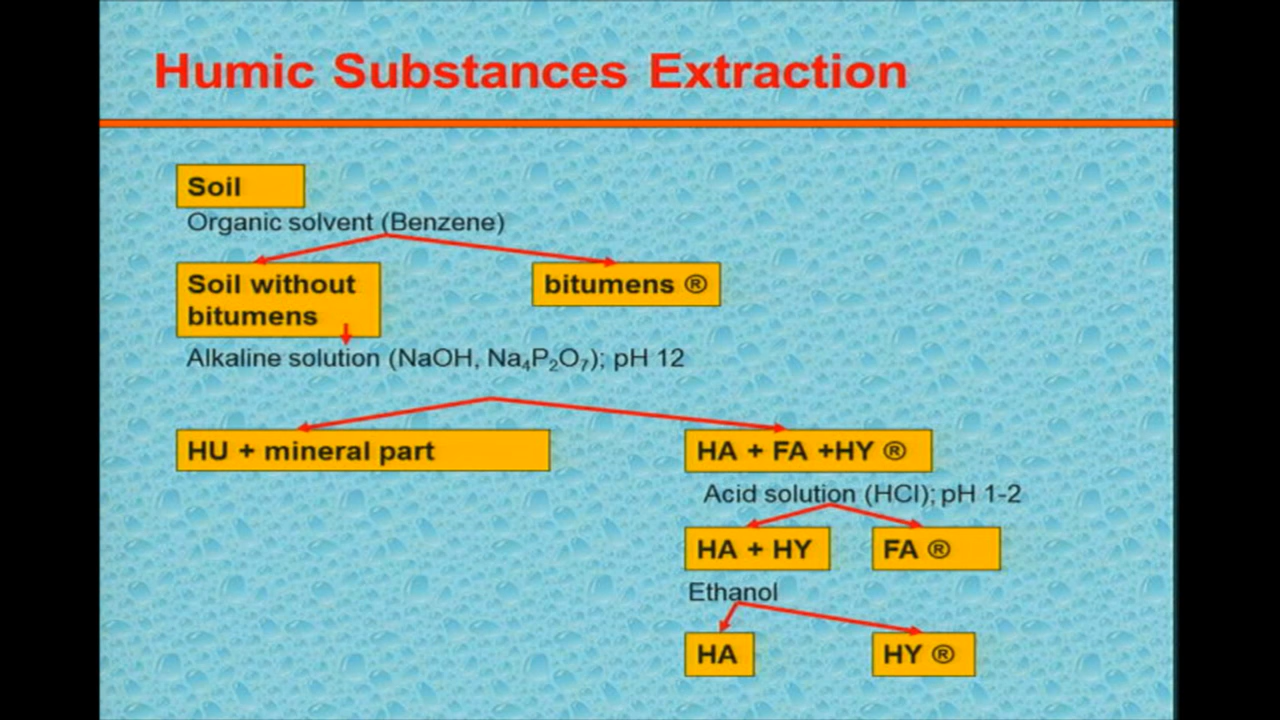 Humic Substances Extraction
Soil
Organic solvent (Benzene)
Soil without
bitumens
bitumens ®
Alkaline solution (NaOH, Na₄P₂O₇); pH 12
HU + mineral part
HA + FA +HY ®
Acid solution (HCl); pH 1-2
HA + HY
FA ®
Ethanol
HA
HY ®